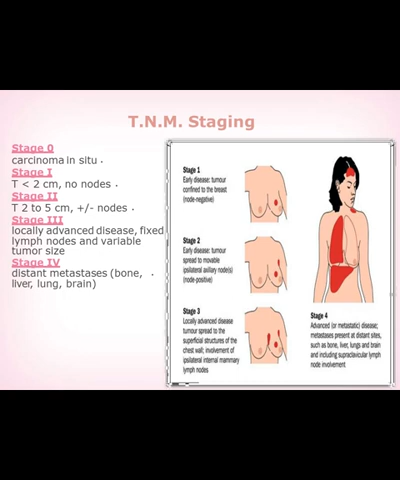 T.N.M. Staging
Stage 0
carcinoma in situ .
Stage I
T < 2 cm, no nodes .
Stage II
T 2 to 5 cm, +/- nodes .
Stage III
locally advanced disease, fixed
lymph nodes and variable
tumor size
Stage IV
distant metastases (bone, .
liver, lung, brain)
Stage 1
Early disease: tumour
confined to the breast
(node-negative)
Stage 2
Early disease: tumour
spread to movable
ipsilateral axillary node(s)
(node-positive)
Stage 3
Locally advanced disease
tumour spread to the
superficial structures of the
chest wall; involvement of
ipsilateral internal mammary
lymph nodes
Stage 4
Advanced (or metastatic) disease;
metastases present at distant sites,
such as bone, liver, lungs and brain
and including supraclavicular lymph
node involvement